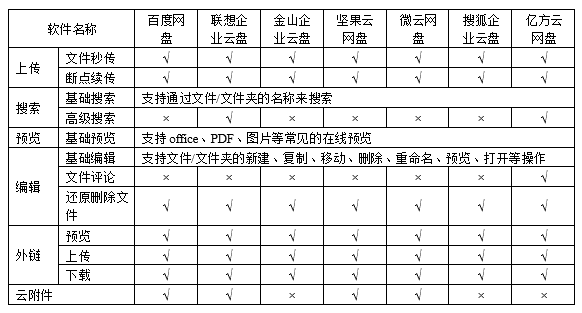 软件名称 百度网盘 联想企业云盘 金山企业云盘 坚果云网盘 微云网盘 搜狐企业云盘 亿方云网盘
上传 文件秒传 √ √ √ √ √ √ √
断点续传 √ √ √ √ √ √ √
搜索 基础搜索 支持通过文件/文件夹的名称来搜索
高级搜索 × √ × × × × √
预览 基础预览 支持 office、PDF、图片等常见的在线预览
编辑 基础编辑 支持文件/文件夹的新建、复制、移动、删除、重命名、预览、打开等操作
文件评论 × × × × × × √
还原删除文件 √ √ √ √ √ √ √
外链 预览 √ √ √ √ √ √ √
上传 √ √ √ √ √ √ √
下载 √ √ √ √ √ √ √
云附件 √ √ × √ √ × ×